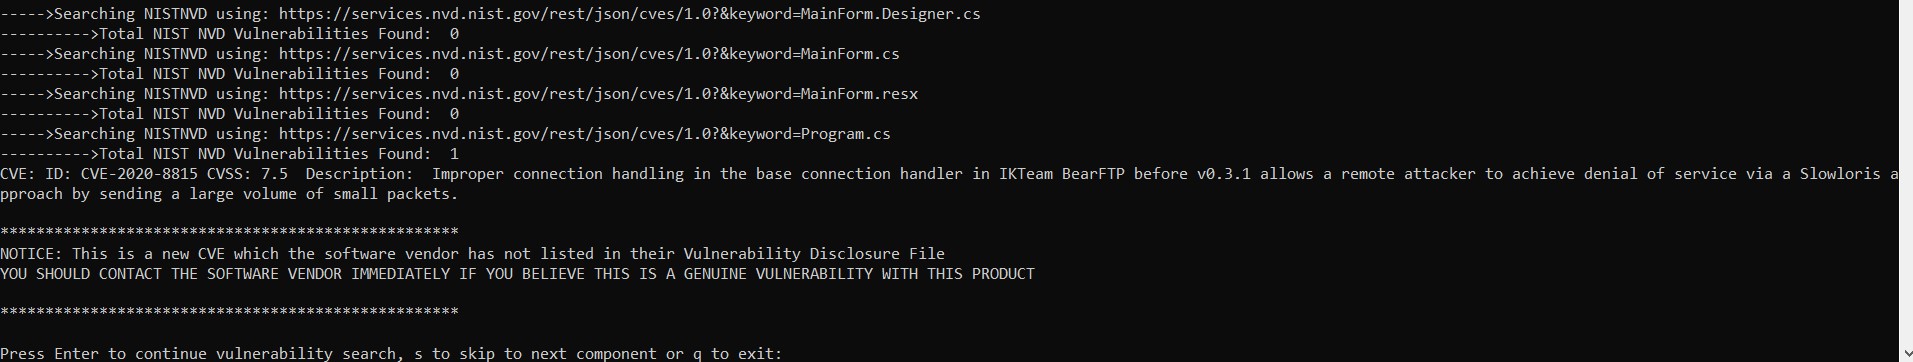 ----->Searching NISTNVD using: https://services.nvd.nist.gov/rest/json/cves/1.0?&keyword=MainForm.Designer.cs
---------->Total NIST NVD Vulnerabilities Found:  0
----->Searching NISTNVD using: https://services.nvd.nist.gov/rest/json/cves/1.0?&keyword=MainForm.cs
---------->Total NIST NVD Vulnerabilities Found:  0
----->Searching NISTNVD using: https://services.nvd.nist.gov/rest/json/cves/1.0?&keyword=MainForm.resx
---------->Total NIST NVD Vulnerabilities Found:  0
----->Searching NISTNVD using: https://services.nvd.nist.gov/rest/json/cves/1.0?&keyword=Program.cs
---------->Total NIST NVD Vulnerabilities Found:  1
CVE: ID: CVE-2020-8815 CVSS: 7.5  Description:  Improper connection handling in the base connection handler in IKTeam BearFTP before v0.3.1 allows a remote attacker to achieve denial of service via a Slowloris a
pproach by sending a large volume of small packets.
***************************************************
NOTICE: This is a new CVE which the software vendor has not listed in their Vulnerability Disclosure File
YOU SHOULD CONTACT THE SOFTWARE VENDOR IMMEDIATELY IF YOU BELIEVE THIS IS A GENUINE VULNERABILITY WITH THIS PRODUCT
***************************************************
Press Enter to continue vulnerability search, s to skip to next component or q to exit: